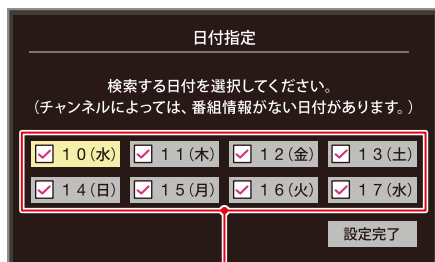 日付指定
検索する日付を選択してください。
（チャンネルによっては、番組情報がない日付があります。）
１０(水) １１(木) １２(金) １３(土)
１４(日) １５(月) １６(火) １７(水)
設定完了